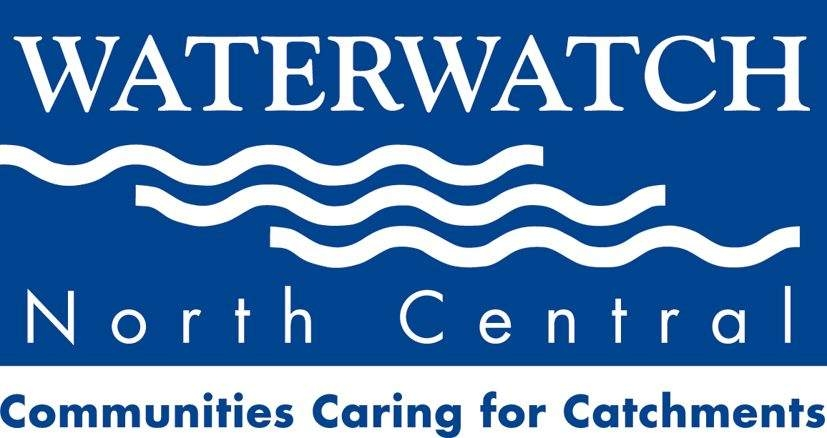 WATERWATCH
North Central
Communities Caring for Catchments